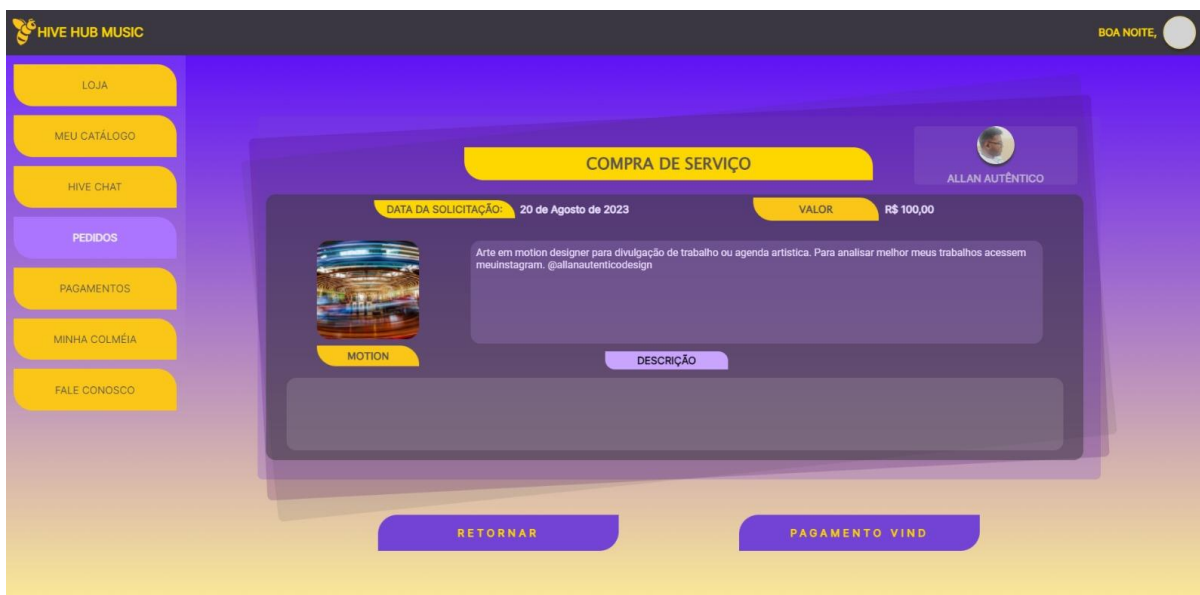 HIVE HUB MUSIC
BOA NOITE,
LOJA
MEU CATÁLOGO
HIVE CHAT
PEDIDOS
PAGAMENTOS
MINHA COLMÉIA
FALE CONOSCO
COMPRA DE SERVIÇO
ALLAN AUTÊNTICO
DATA DA SOLICITAÇÃO: 20 de Agosto de 2023
VALOR R$ 100,00
Arte em motion designer para divulgação de trabalho ou agenda artistica. Para analisar melhor meus trabalhos acessem
meuinstagram. @allanautenticodesign
MOTION
DESCRIÇÃO
RETORNAR
PAGAMENTO VIND